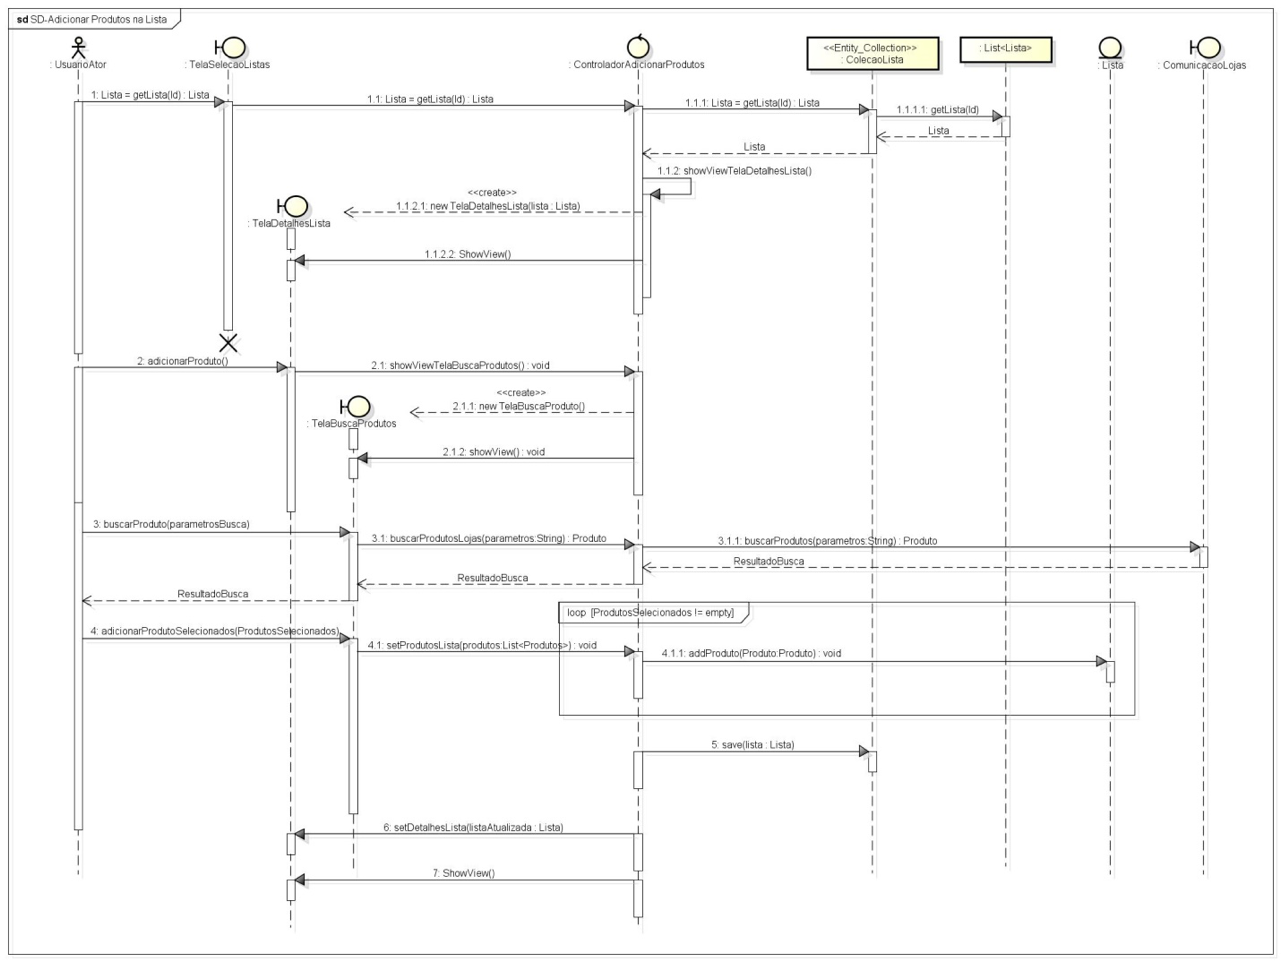 sd SD-Adicionar Produtos na Lista
: UsuarioAtor
: TelaSelecaoListas
: ControladorAdicionarProdutos
<<Entity_Collection>>
: ColecaoLista
: List<Lista>
: Lista
: ComunicacaoLojas
1: Lista = getLista(Id) : Lista
1.1: Lista = getLista(Id) : Lista
1.1.1: Lista = getLista(Id) : Lista
1.1.1.1: getLista(Id)
Lista
Lista
1.1.2: showViewTelaDetalhesLista()
<<create>>
1.1.2.1: new TelaDetalhesLista(lista : Lista)
: TelaDetalhesLista
1.1.2.2: ShowView()
2: adicionarProduto()
2.1: showViewTelaBuscaProdutos() : void
<<create>>
2.1.1: new TelaBuscaProduto()
: TelaBuscaProdutos
2.1.2: showView() : void
3: buscarProduto(parametrosBusca)
3.1: buscarProdutosLojas(parametros:String) : Produto
3.1.1: buscarProdutos(parametros:String) : Produto
ResultadoBusca
ResultadoBusca
ResultadoBusca
loop [ProdutosSelecionados != empty]
4: adicionarProdutoSelecionados(ProdutosSelecionados)
4.1: setProdutosLista(produtos:List<Produtos>) : void
4.1.1: addProduto(Produto:Produto) : void
5: save(lista : Lista)
6: setDetalhesLista(listaAtualizada : Lista)
7: ShowView()